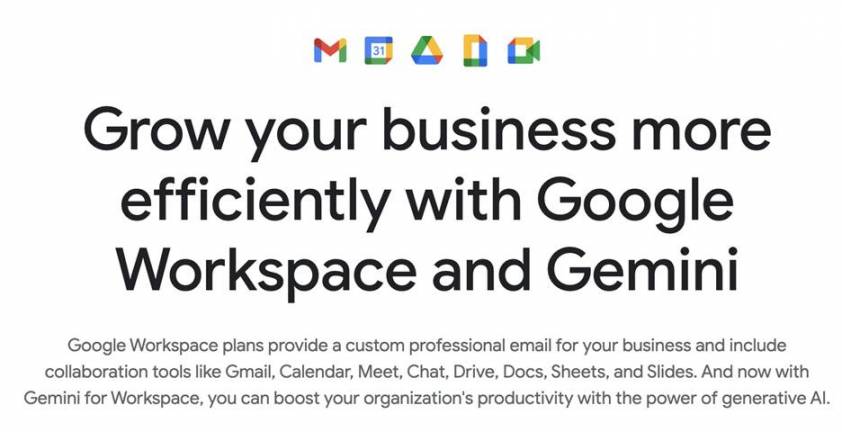 31
Grow your business more
efficiently with Google
Workspace and Gemini
Google Workspace plans provide a custom professional email for your business and include
collaboration tools like Gmail, Calendar, Meet, Chat, Drive, Docs, Sheets, and Slides. And now with
Gemini for Workspace, you can boost your organization's productivity with the power of generative AI.